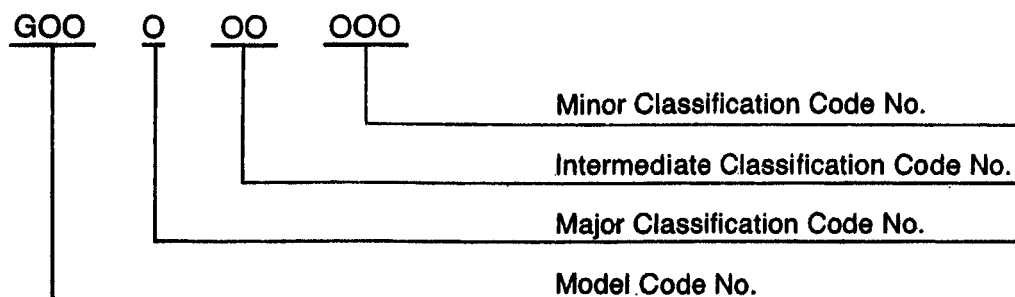 GOO O OO OOO
Minor Classification Code No.
Intermediate Classification Code No.
Major Classification Code No.
Model Code No.